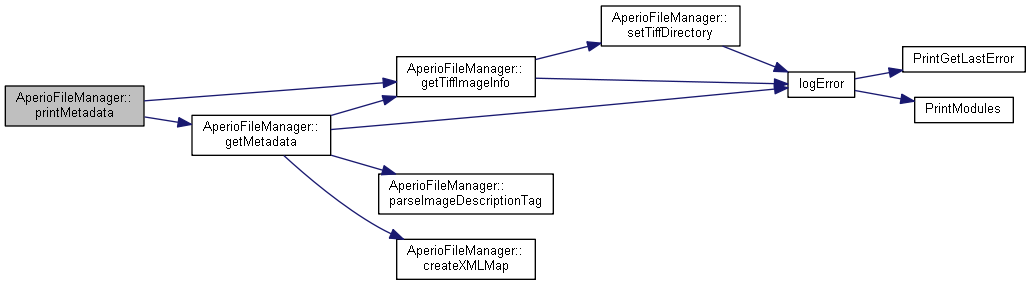 AperioFileManager::
printMetadata
AperioFileManager::
getMetadata
AperioFileManager::
getTiffImageInfo
AperioFileManager::
setTiffDirectory
logError
PrintGetLastError
PrintModules
AperioFileManager::
parseImageDescriptionTag
AperioFileManager::
createXMLMap